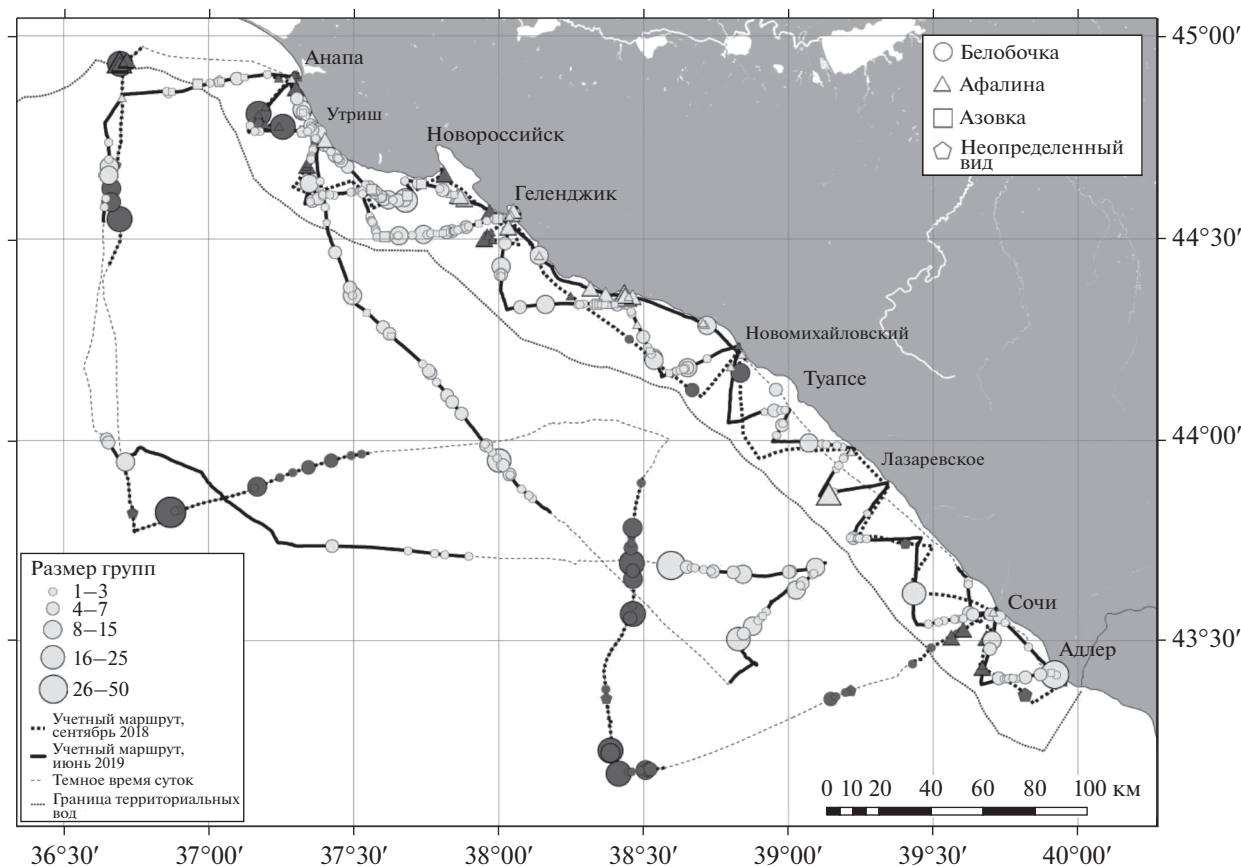 Анапа
Утриш
Новороссийск
Геленджик
Новомихайловский
Туапсе
Лазаревское
Сочи
Адлер
Белобочка
Афалина
Азовка
Неопределенный
вид
45°00′
44°30′
44°00′
43°30′
Размер групп
1–3
4–7
8–15
16–25
26–50
Учетный маршрут,
сентябрь 2018
Учетный маршрут,
июнь 2019
Темное время суток
Граница территориальных
вод
0 10 20 40 60 80 100 км
36°30′ 37°00′ 37°30′ 38°00′ 38°30′ 39°00′ 39°30′ 40°00′